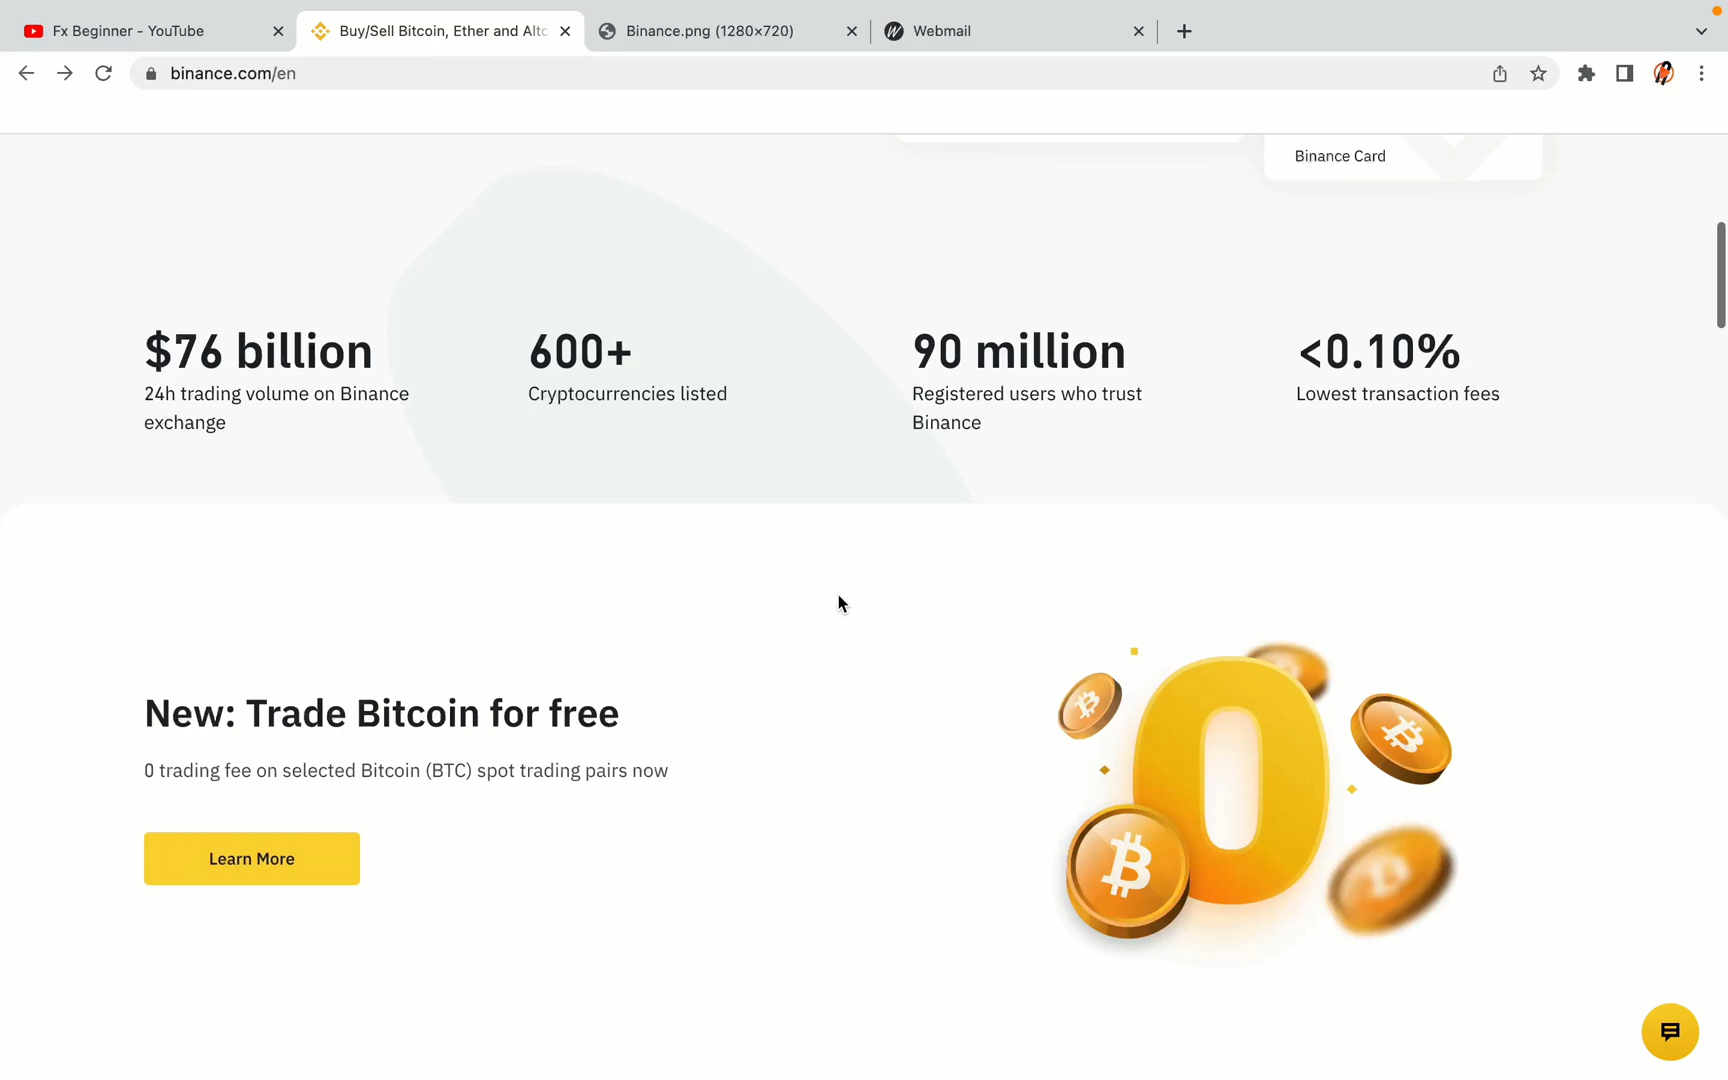 Fx Beginner - YouTube
Buy/Sell Bitcoin, Ether and Altc
Binance.png (1280×720)
Webmail
binance.com/en
Binance Card
$76 billion
24h trading volume on Binance
exchange
600+
Cryptocurrencies listed
90 million
Registered users who trust
Binance
<0.10%
Lowest transaction fees
New: Trade Bitcoin for free
0 trading fee on selected Bitcoin (BTC) spot trading pairs now
Learn More
0